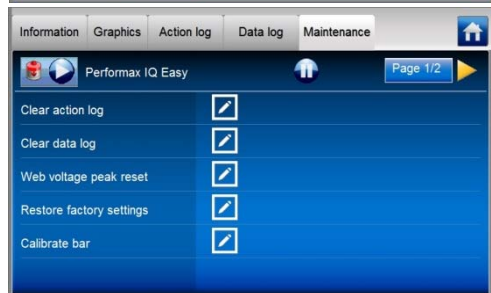 Information Graphics Action log Data log Maintenance
Performax IQ Easy Page 1/2
Clear action log
Clear data log
Web voltage peak reset
Restore factory settings
Calibrate bar